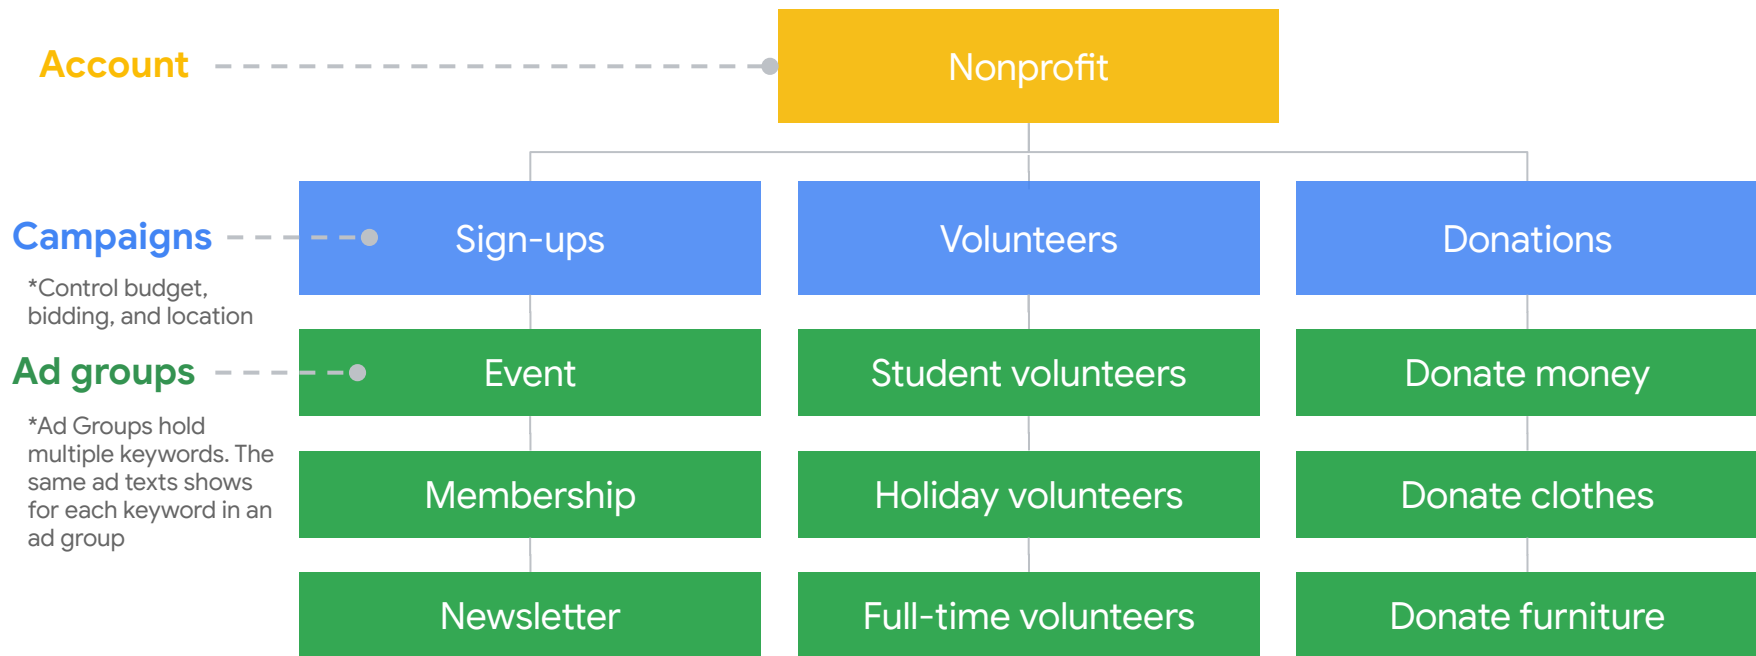 Account
Nonprofit
Campaigns
*Control budget,
bidding, and location
Sign-ups
Volunteers
Donations
Ad groups
*Ad Groups hold
multiple keywords. The
same ad texts shows
for each keyword in an
ad group
Event
Student volunteers
Donate money
Membership
Holiday volunteers
Donate clothes
Newsletter
Full-time volunteers
Donate furniture